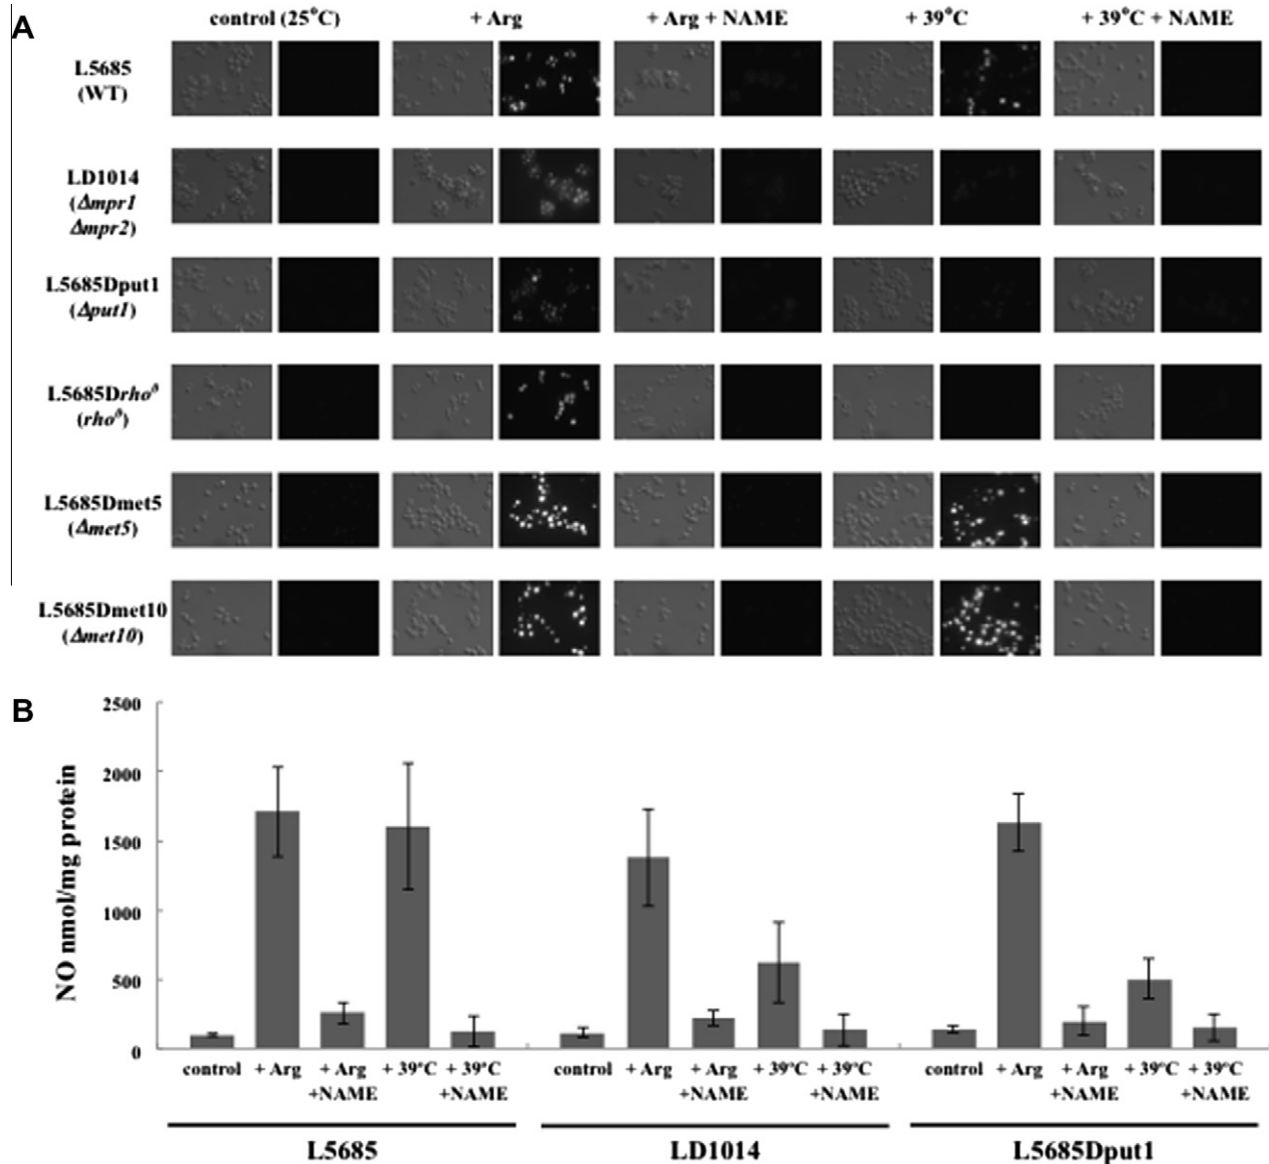 A
control (25°C) + Arg + Arg + NAME + 39°C + 39°C + NAME
L5685
(WT)
LD1014
(Δmpr1
Δmpr2)
L5685Dput1
(Δput1)
L5685Drho⁰
(rho⁰)
L5685Dmet5
(Δmet5)
L5685Dmet10
(Δmet10)
B
NO nmol/mg protein
2500
2000
1500
1000
500
0
control + Arg + Arg + 39°C + 39°C control + Arg + Arg + 39°C + 39°C control + Arg + Arg + 39°C + 39°C
+NAME +NAME +NAME +NAME +NAME +NAME
L5685 LD1014 L5685Dput1